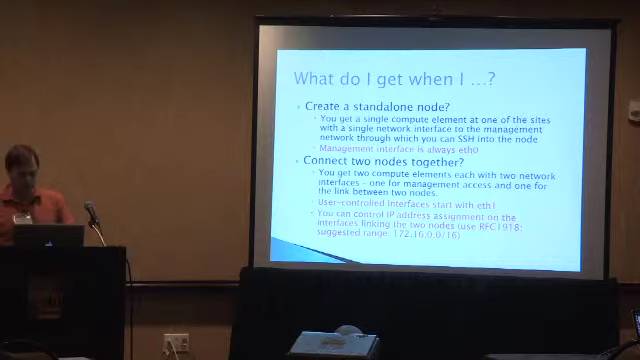 What do I get when I ...?
Create a standalone node?
You get a single compute element at one of the sites
with a single network interface to the management
network through which you can SSH into the node
Management interface is always eth0
Connect two nodes together?
You get two compute elements each with two network
interfaces - one for management access and one for
the link between two nodes.
User-controlled interfaces start with eth1
You can control IP address assignment on the
interfaces linking the two nodes (use RFC1918:
suggested range: 172.16.0.0/16)